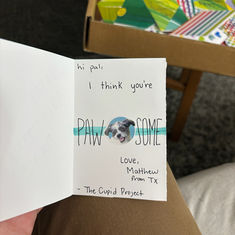 hi pal,
I think you're
PAW SOME
Love,
Matthew
from TX
- The Cupid Project